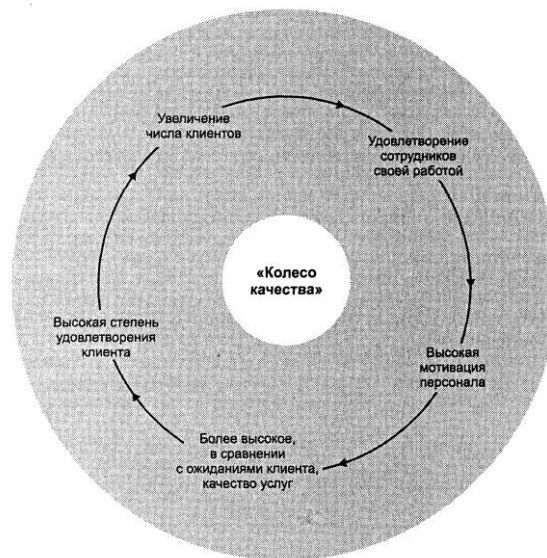 Увеличение
числа клиентов
Удовлетворение
сотрудников
своей работой
«Колесо
качества»
Высокая степень
удовлетворения
клиента
Высокая
мотивация
персонала
Более высокое,
в сравнении
с ожиданиями клиента,
качество услуг